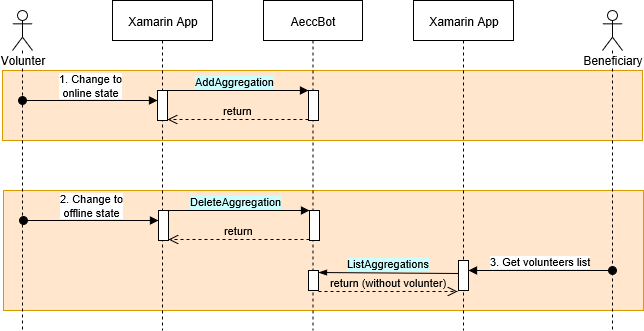 Xamarin App
AeccBot
Xamarin App
Volunter
Beneficiary
1. Change to
online state
AddAggregation
return
2. Change to
offline state
DeleteAggregation
return
ListAggregations
3. Get volunteers list
return (without volunter)